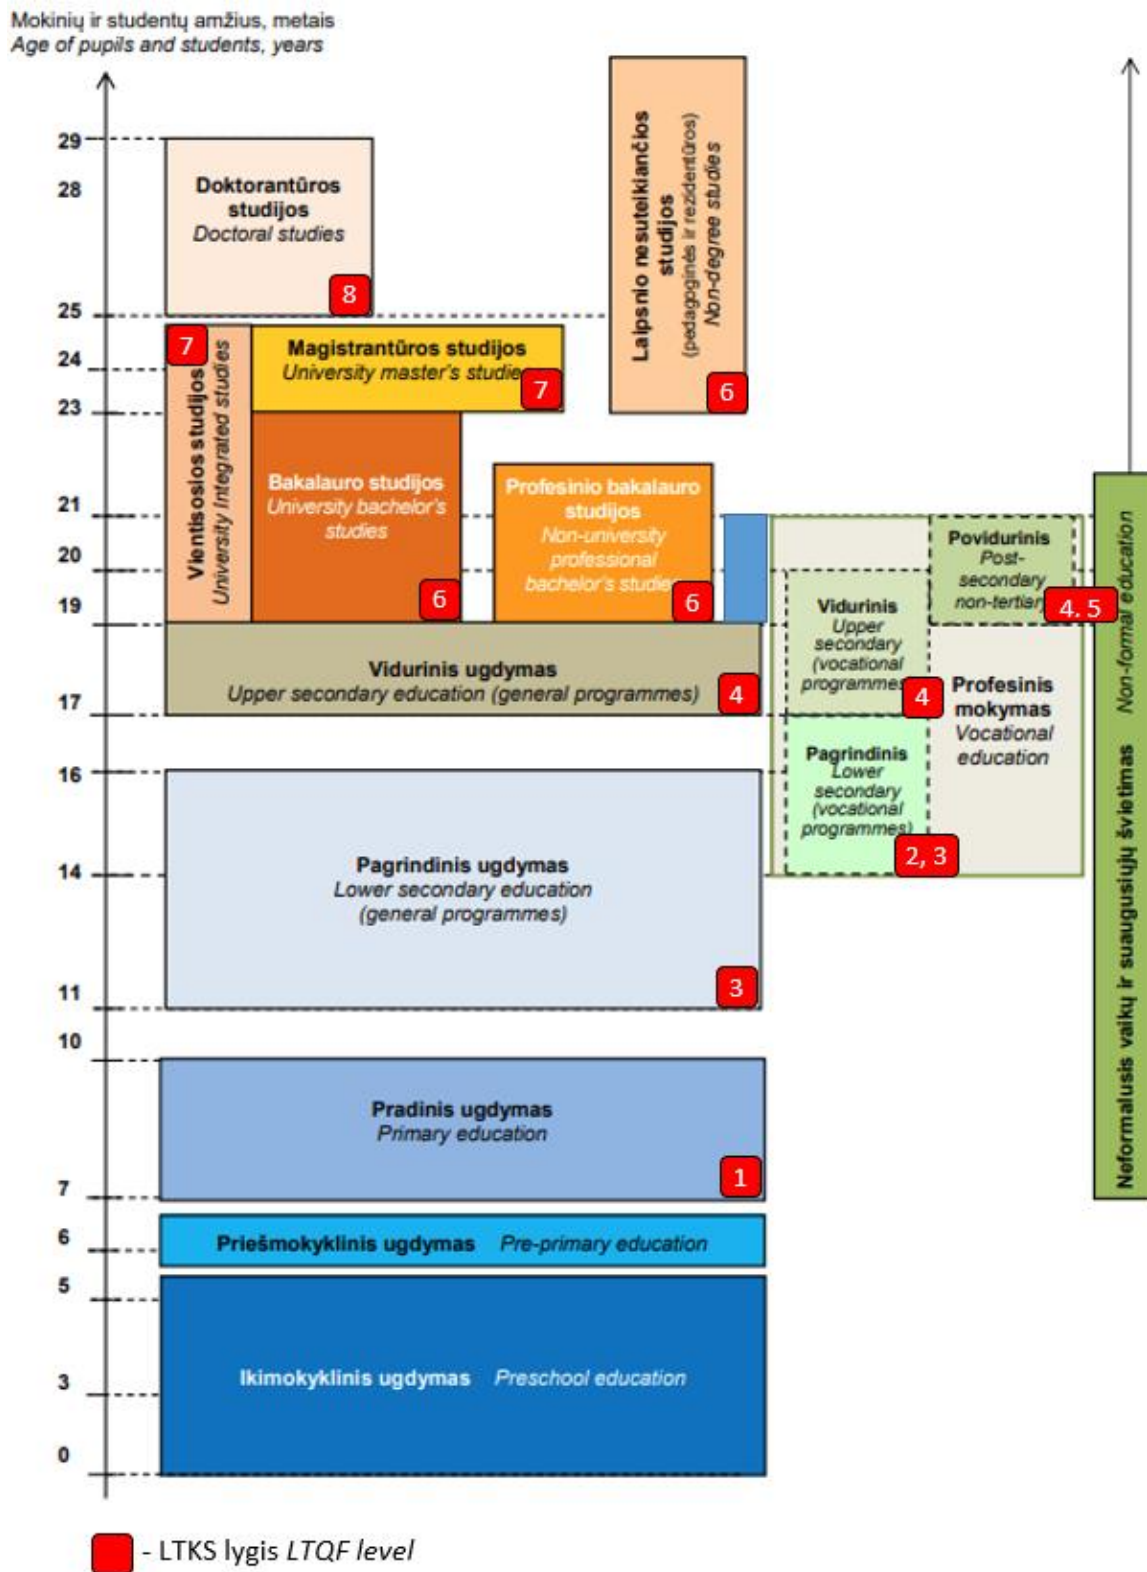 Mokinių ir studentų amžius, metais
Age of pupils and students, years
29
28
25
24
23
21
20
19
17
16
14
11
10
7
6
5
3
0
Doktorantūros
studijos
Doctoral studies
8
Laipsnio nesuteikiančios
studijos
(pedagoginės ir rezidentūros)
Non-degree studies
6
7
Vientisosios studijos
University Integrated studies
Magistrantūros studijos
University master's studie
7
Bakalauro studijos
University bachelor's
studies
6
Profesinio bakalauro
studijos
Non-university
professional
bachelor's studie
6
Vidurinis ugdymas
Upper secondary education (general programmes)
4
Povidurinis
Post-
secondary
non-tertiary
4. 5
Vidurinis
Upper
secondary
(vocational
programmes
4
Profesinis
mokymas
Vocational
education
Pagrindinis
Lower
secondary
(vocational
programmes)
2, 3
Pagrindinis ugdymas
Lower secondary education
(general programmes)
3
Pradinis ugdymas
Primary education
1
Priešmokyklinis ugdymas Pre-primary education
Ikimokyklinis ugdymas Preschool education
Neformalusis vaikų ir suaugusiųjų švietimas Non-formal education
- LTKS lygis LTQF level